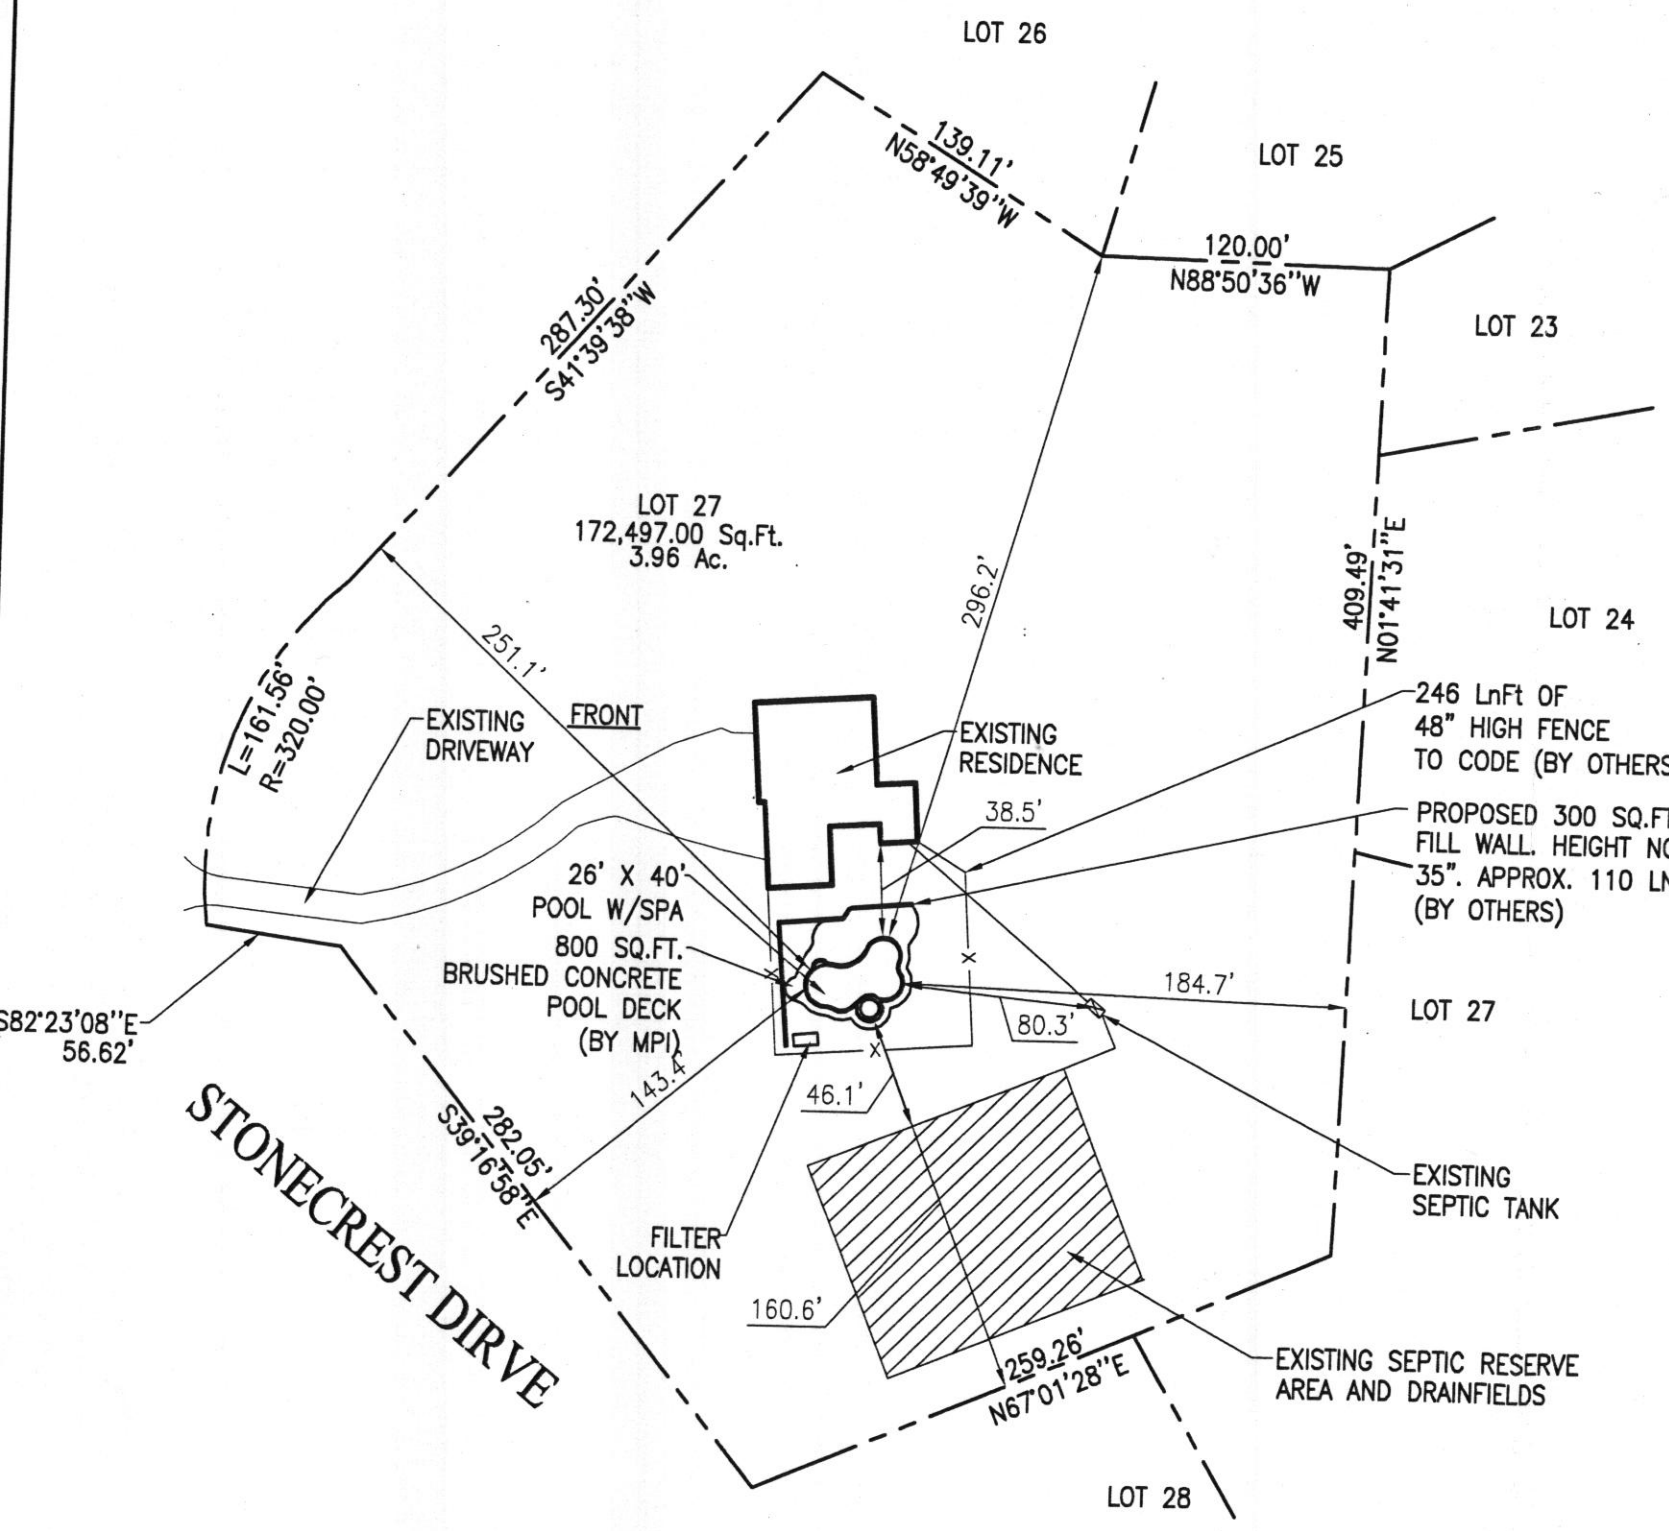 LOT 26
139.11'
N58°49'39"W
LOT 25
120.00'
N88°50'36"W
LOT 23
287.30'
S41°39'38"W
LOT 27
172,497.00 Sq.Ft.
3.96 Ac.
296.2'
409.49'
N01°41'31"E
LOT 24
251.1'
L=161.56'
R=320.00'
EXISTING
DRIVEWAY
FRONT
EXISTING
RESIDENCE
246 LnFt OF
48" HIGH FENCE
TO CODE (BY OTHERS
38.5'
PROPOSED 300 SQ.FT
FILL WALL. HEIGHT NO
35". APPROX. 110 LN
(BY OTHERS)
26' X 40'
POOL W/SPA
800 SQ.FT.
BRUSHED CONCRETE
POOL DECK
(BY MPI)
X
X
X
184.7'
80.3'
LOT 27
S82°23'08"E
56.62'
143.4'
46.1'
STONECREST DIRVE
282.05'
S39°16'58"E
FILTER
LOCATION
160.6'
EXISTING
SEPTIC TANK
259.26'
N67°01'28"E
EXISTING SEPTIC RESERVE
AREA AND DRAINFIELDS
LOT 28